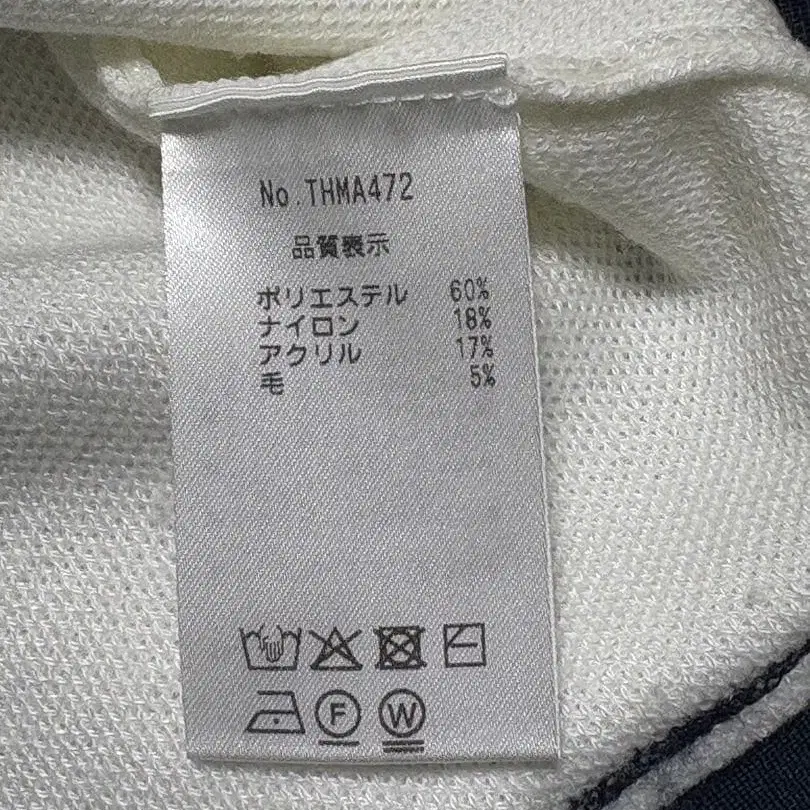 No.THMA472
品質表示
ポリエステル 60%
ナイロン 18%
アクリル 17%
毛 5%
F W